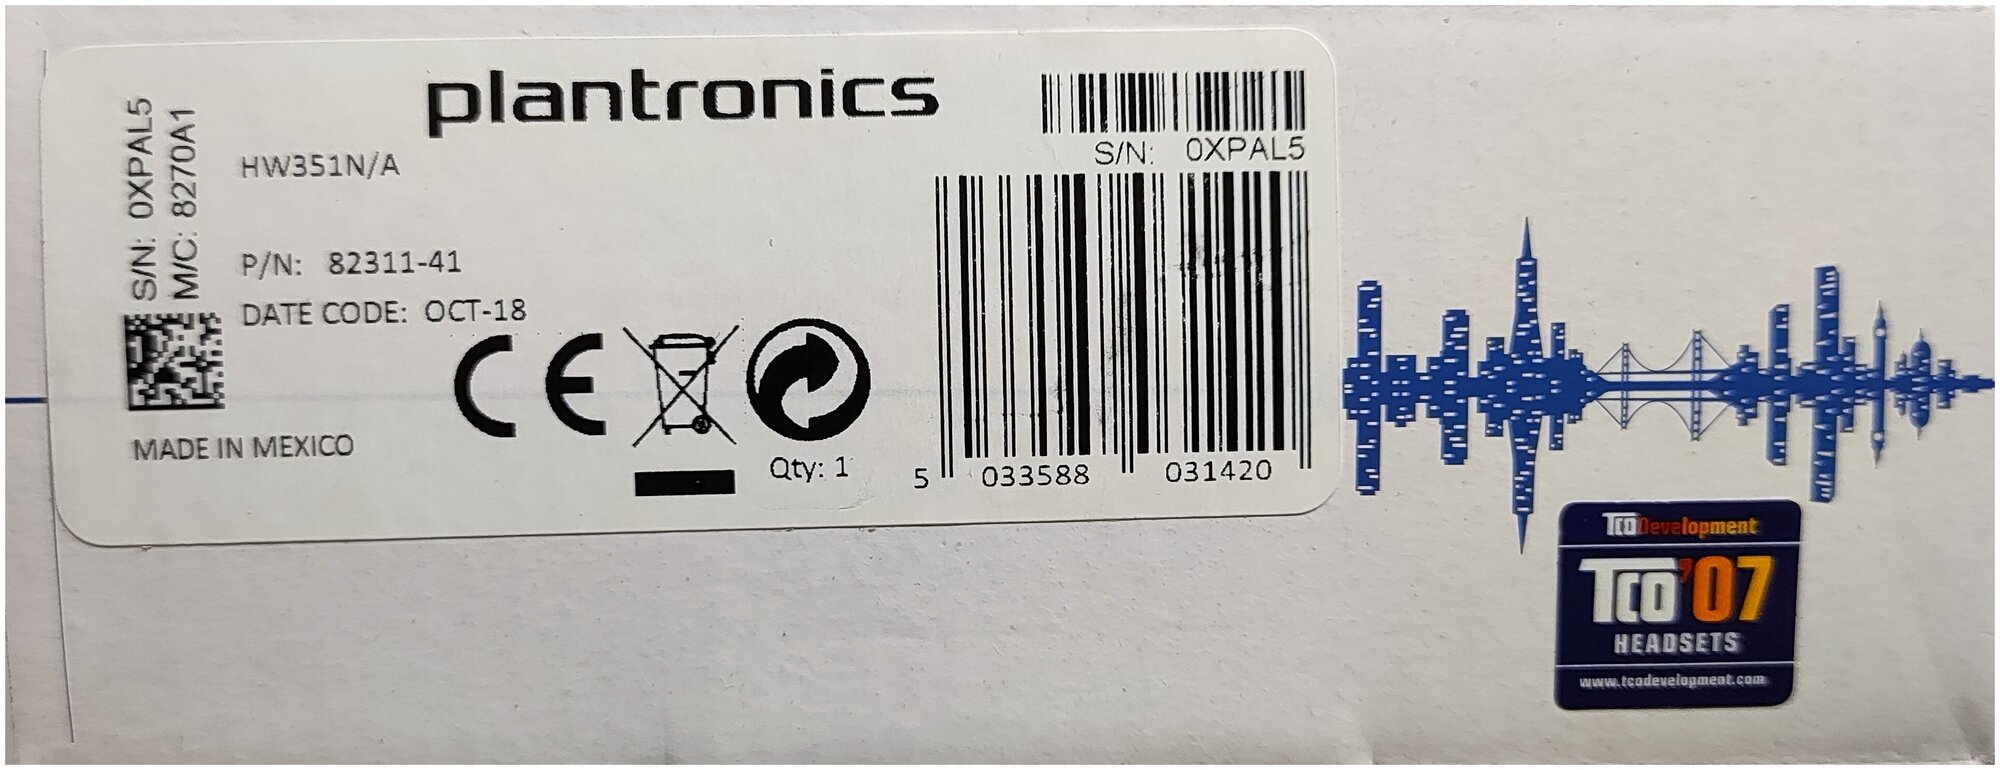 plantronics
S/N: 0XPAL5
M/C: 8270A1
HW351N/A
P/N: 82311-41
DATE CODE: OCT-18
MADE IN MEXICO
CE
Qty: 1
S/N: 0XPAL5
5 033588 031420
TCO Development
TCO'07
HEADSETS
www.tcodevelopment.com